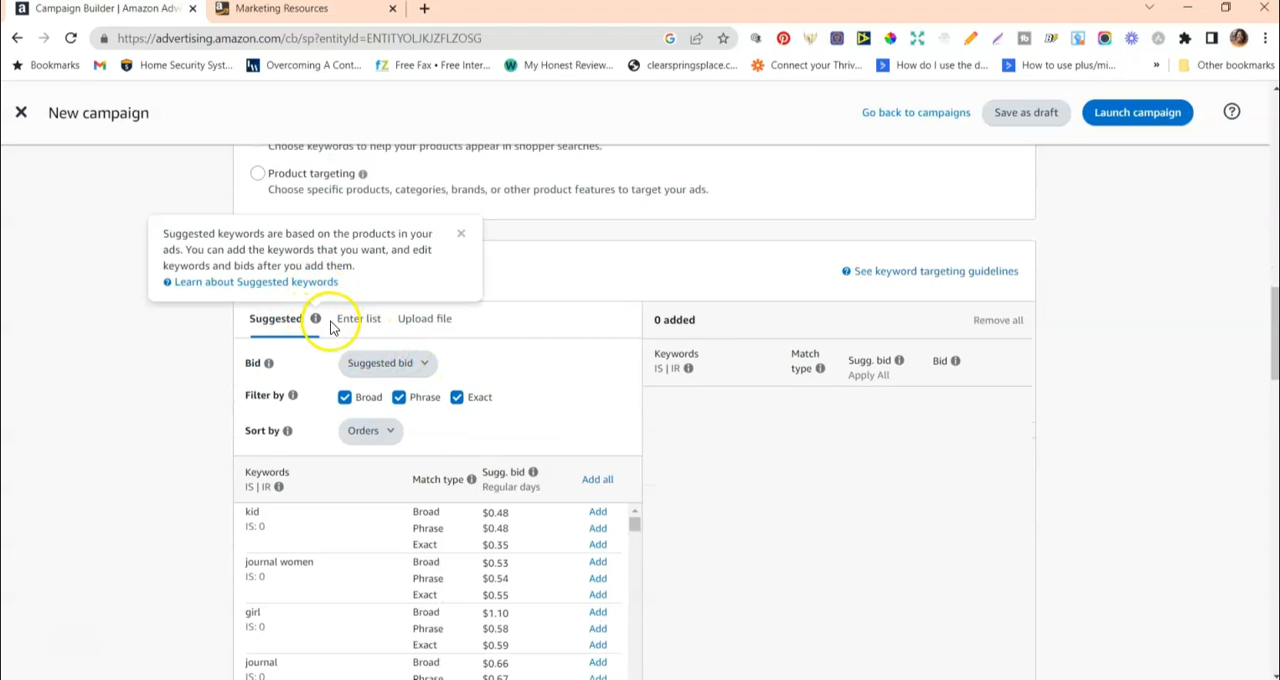 Campaign Builder | Amazon Adv
Marketing Resources
https://advertising.amazon.com/cb/sp?entityId=ENTITYOLJKJZFLZOSG
Bookmarks
Home Security Syst...
Overcoming A Cont...
Free Fax • Free Inter...
My Honest Review...
clearspringsplace.c...
Connect your Thriv...
How do I use the d...
How to use plus/mi...
»
Other bookmarks
New campaign
Go back to campaigns
Save as draft
Launch campaign
Choose keywords to help your products appear in shopper searches.
Product targeting
Choose specific products, categories, brands, or other product features to target your ads.
Suggested keywords are based on the products in your
ads. You can add the keywords that you want, and edit
keywords and bids after you add them.
Learn about Suggested keywords
See keyword targeting guidelines
Suggested Enter list Upload file
0 added Remove all
Bid Suggested bid
Keywords Match Sugg. bid Bid
IS | IR type Apply All
Filter by Broad Phrase Exact
Sort by Orders
Keywords Match type Sugg. bid Add all
IS | IR Regular days
kid Broad $0.48 Add
IS: 0 Phrase $0.48 Add
Exact $0.35 Add
journal women Broad $0.53 Add
IS: 0 Phrase $0.54 Add
Exact $0.55 Add
girl Broad $1.10 Add
IS: 0 Phrase $0.58 Add
Exact $0.59 Add
journal Broad $0.66 Add
IS: 0 Phrase $0.67 Add